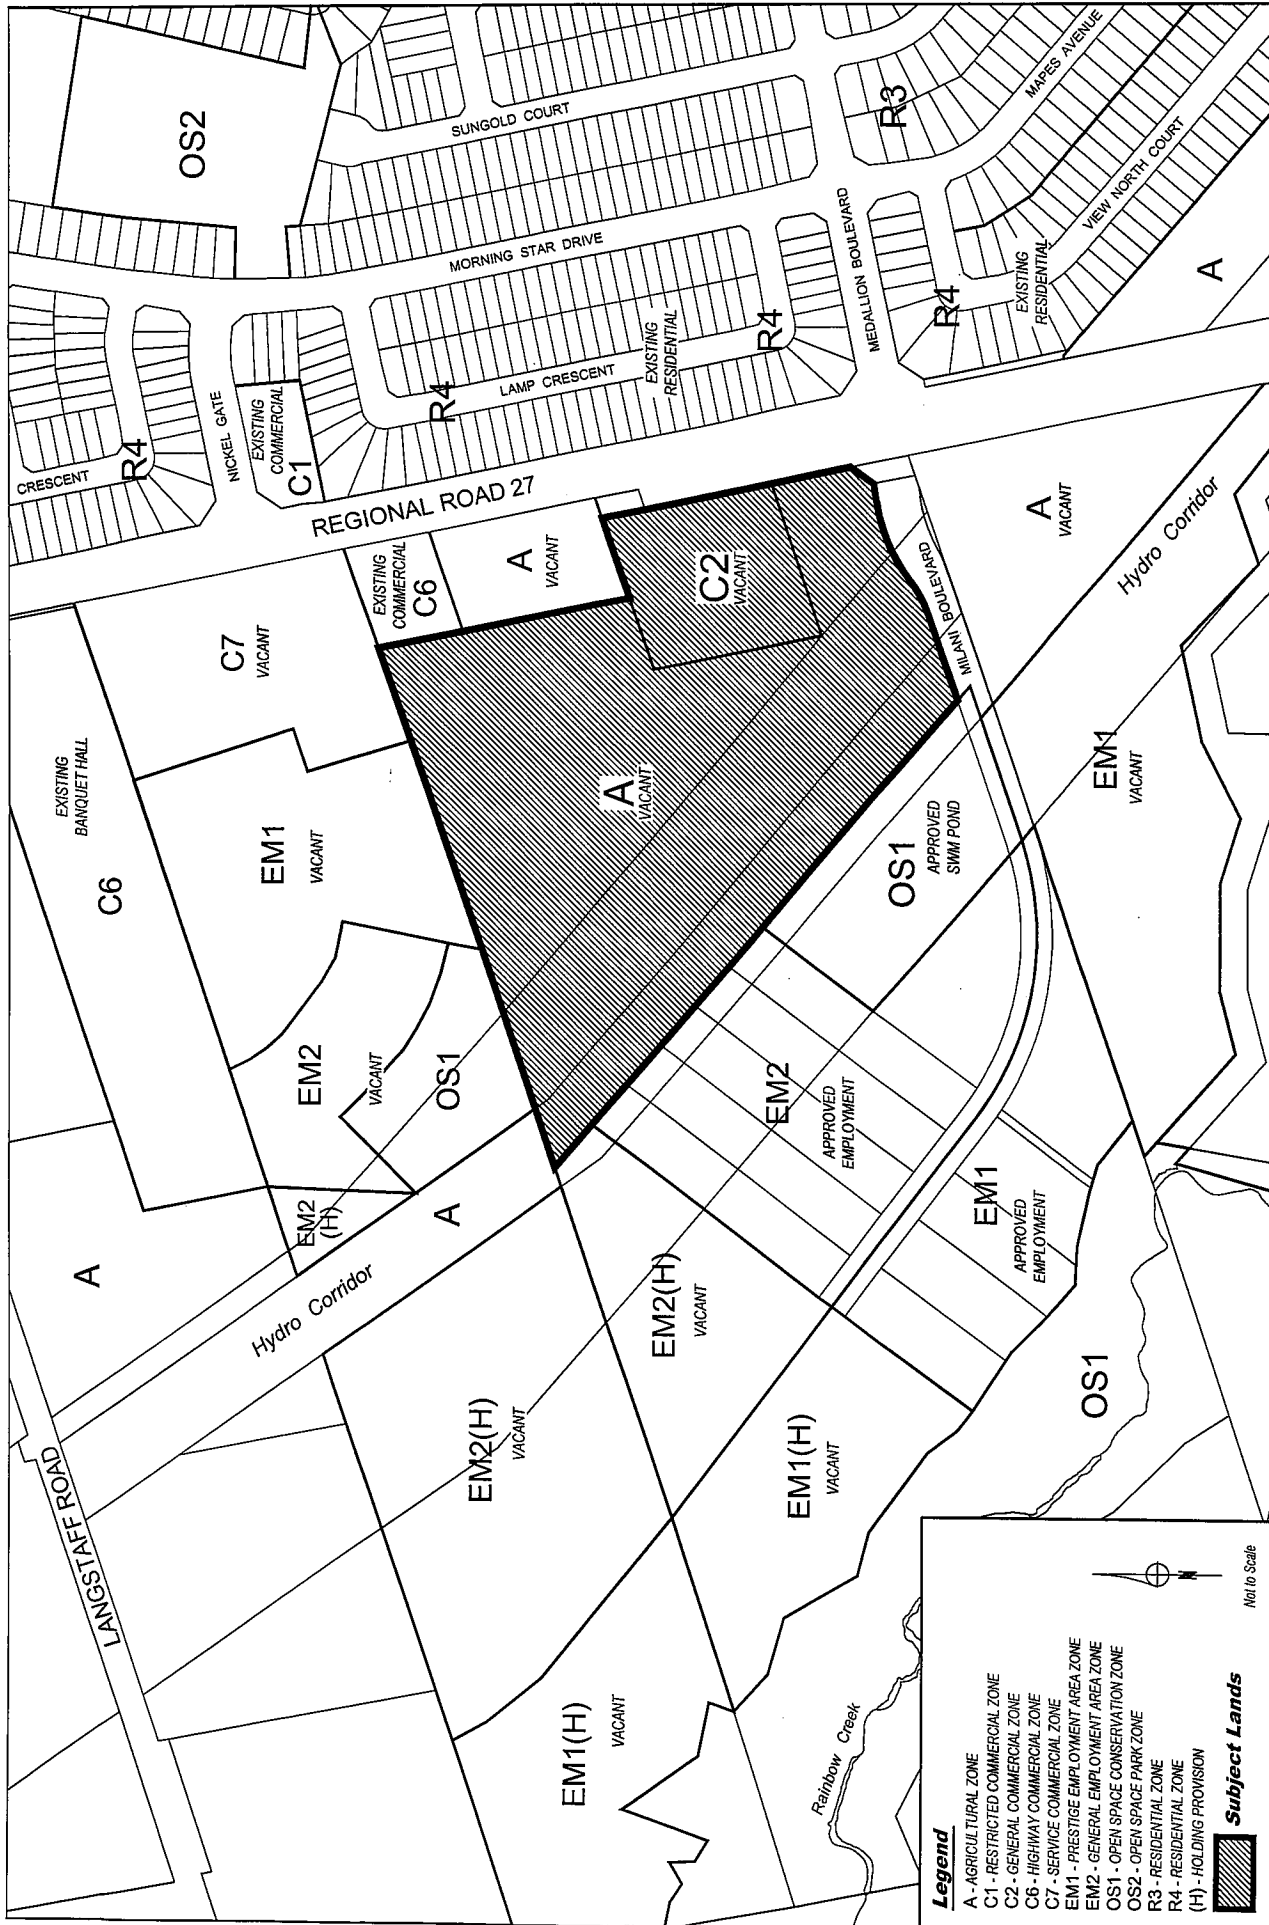 LANGSTAFF ROAD
A
Hydro Corridor
EM2
(H)
A
EM2(H)
VACANT
EM1(H)
VACANT
EM2(H)
VACANT
EM1(H)
VACANT
Rainbow Creek
OS1
C6
EXISTING
BANQUET HALL
C7
VACANT
EM1
VACANT
EM2
VACANT
OS1
EXISTING
COMMERCIAL
C6
A
VACANT
C2
VACANT
A
VACANT
OS1
APPROVED
SWM POND
EM2
APPROVED
EMPLOYMENT
EM1
APPROVED
EMPLOYMENT
EM1
VACANT
MILANI BOULEVARD
Hydro Corridor
A
VACANT
REGIONAL ROAD 27
CRESCENT
R4
NICKEL GATE
EXISTING
COMMERCIAL
C1
R4
LAMP CRESCENT
EXISTING
RESIDENTIAL
R4
MORNING STAR DRIVE
SUNGOLD COURT
OS2
MEDALLION BOULEVARD
R3
MAPES AVENUE
VIEW NORTH COURT
R4
EXISTING
RESIDENTIAL
A
Legend
A - AGRICULTURAL ZONE
C1 - RESTRICTED COMMERCIAL ZONE
C2 - GENERAL COMMERCIAL ZONE
C6 - HIGHWAY COMMERCIAL ZONE
C7 - SERVICE COMMERCIAL ZONE
EM1 - PRESTIGE EMPLOYMENT AREA ZONE
EM2 - GENERAL EMPLOYMENT AREA ZONE
OS1 - OPEN SPACE CONSERVATION ZONE
OS2 - OPEN SPACE PARK ZONE
R3 - RESIDENTIAL ZONE
R4 - RESIDENTIAL ZONE
(H) - HOLDING PROVISION
Subject Lands
N
Not to Scale